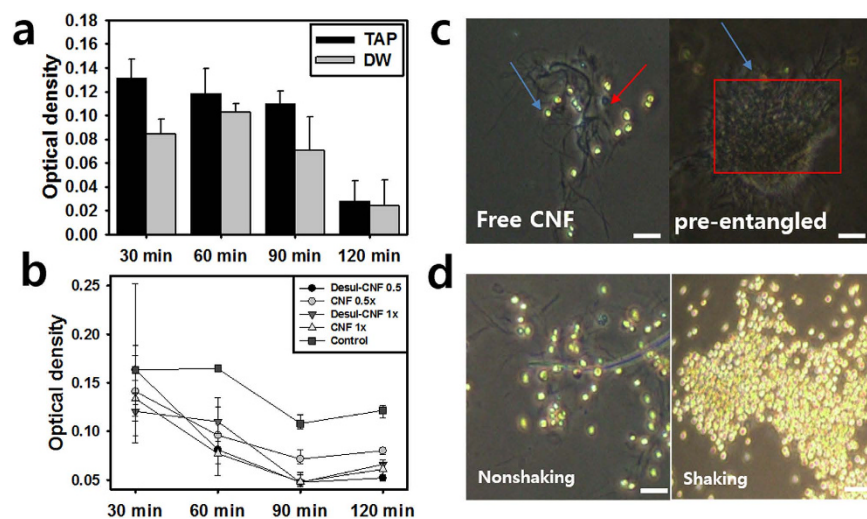 a
0.18
0.16
0.14
0.12
0.10
0.08
0.06
0.04
0.02
0.00
Optical density
TAP
DW
30 min 60 min 90 min 120 min
b
0.25
0.20
0.15
0.10
0.05
Optical density
Desul-CNF 0.5
CNF 0.5x
Desul-CNF 1x
CNF 1x
Control
30 min 60 min 90 min 120 min
c
Free CNF
pre-entangled
d
Nonshaking
Shaking